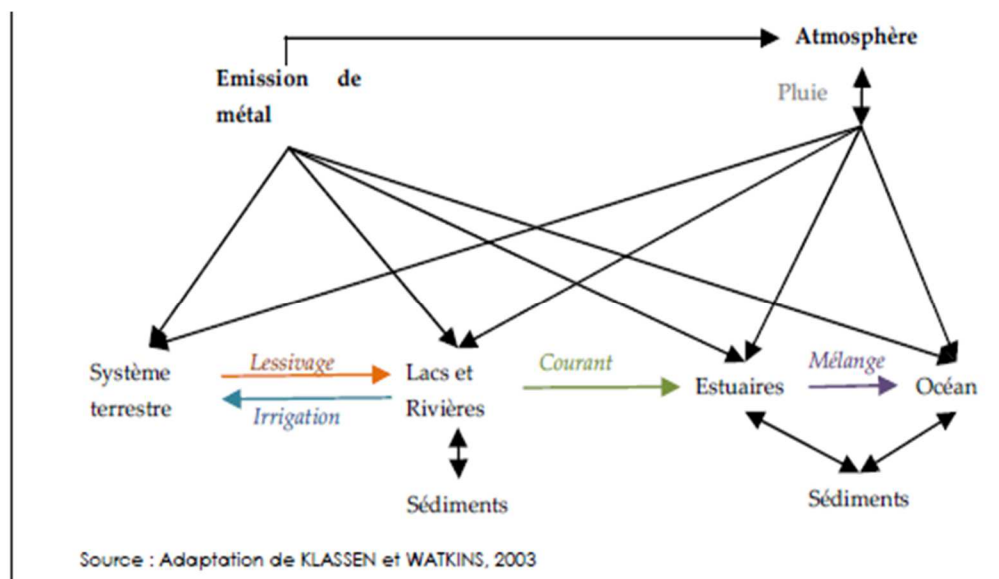 Atmosphère
Emission de
métal
Pluie
Système
terrestre
Lessivage
Irrigation
Lacs et
Rivières
Courant
Estuaires
Mélange
Océan
Sédiments
Sédiments
Source : Adaptation de KLASSEN et WATKINS, 2003